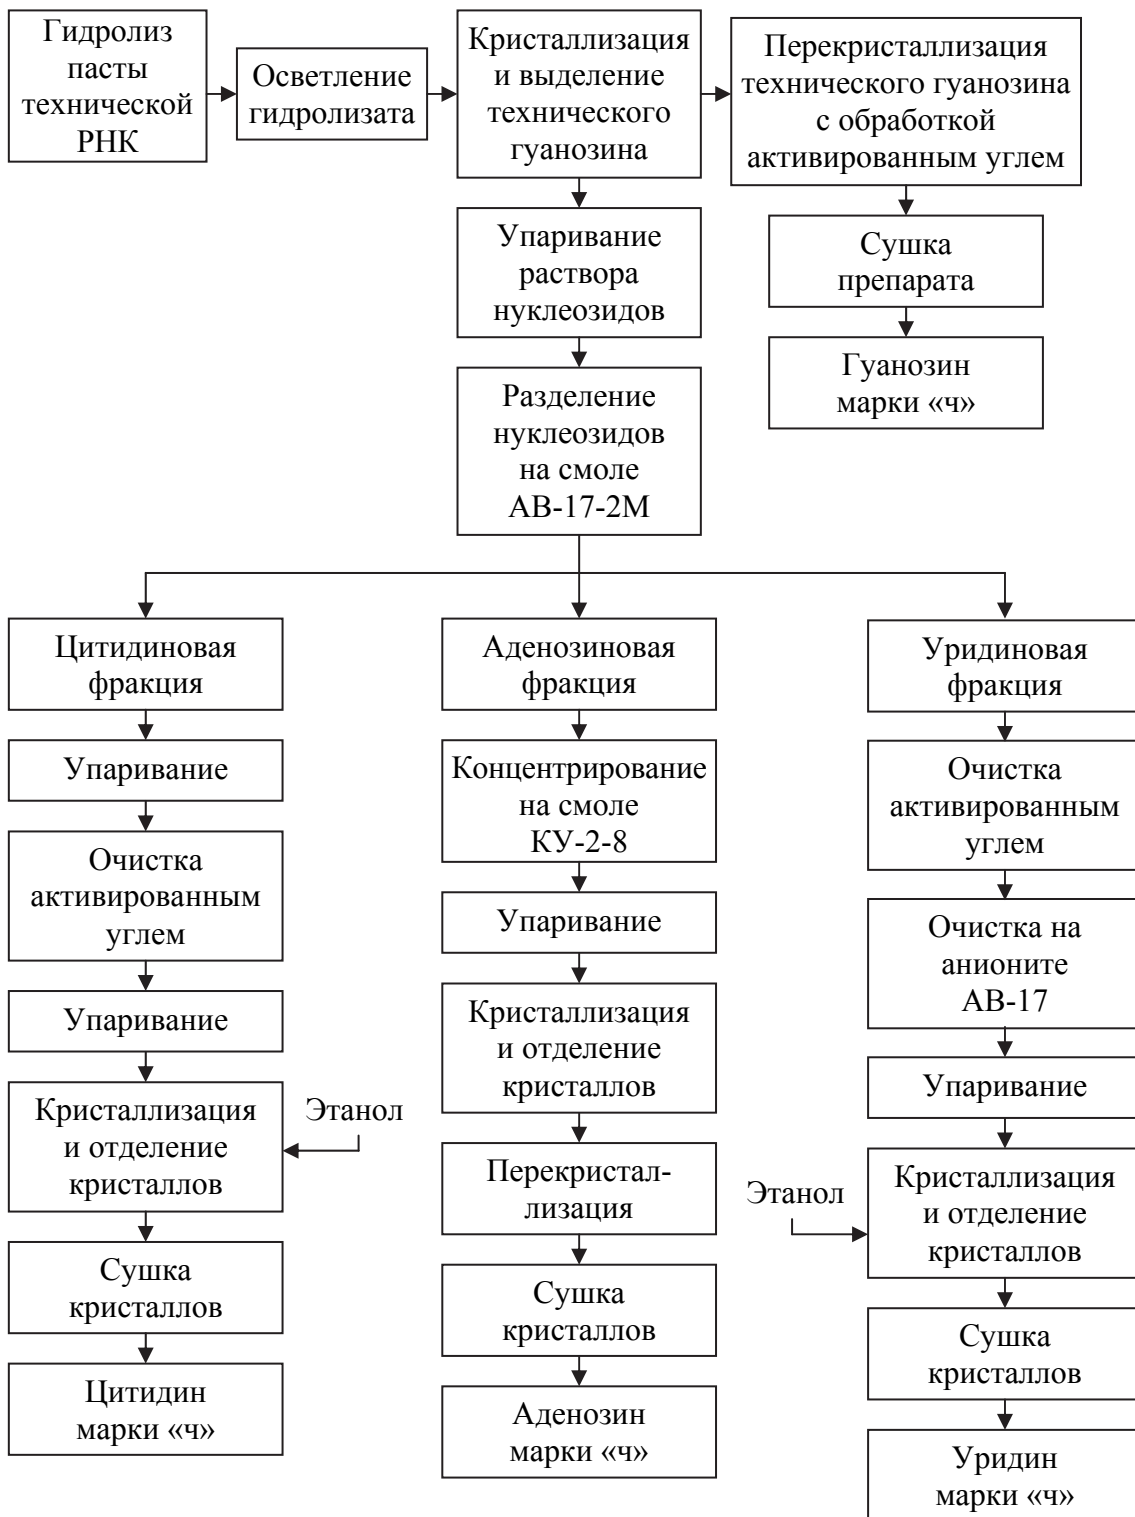 Гидролиз
пасты
технической
РНК
Осветление
гидролизата
Кристаллизация
и выделение
технического
гуанозина
Перекристаллизация
технического гуанозина
с обработкой
активированным углем
Упаривание
раствора
нуклеозидов
Сушка
препарата
Гуанозин
марки «ч»
Разделение
нуклеозидов
на смоле
АВ-17-2М
Цитидиновая
фракция
Упаривание
Очистка
активированным
углем
Упаривание
Кристаллизация
и отделение
кристаллов
Этанол
Сушка
кристаллов
Цитидин
марки «ч»
Аденозиновая
фракция
Концентрирование
на смоле
КУ-2-8
Упаривание
Кристаллизация
и отделение
кристаллов
Перекристал-
лизация
Сушка
кристаллов
Аденозин
марки «ч»
Уридиновая
фракция
Очистка
активированным
углем
Очистка на
анионите
АВ-17
Упаривание
Этанол
Кристаллизация
и отделение
кристаллов
Сушка
кристаллов
Уридин
марки «ч»